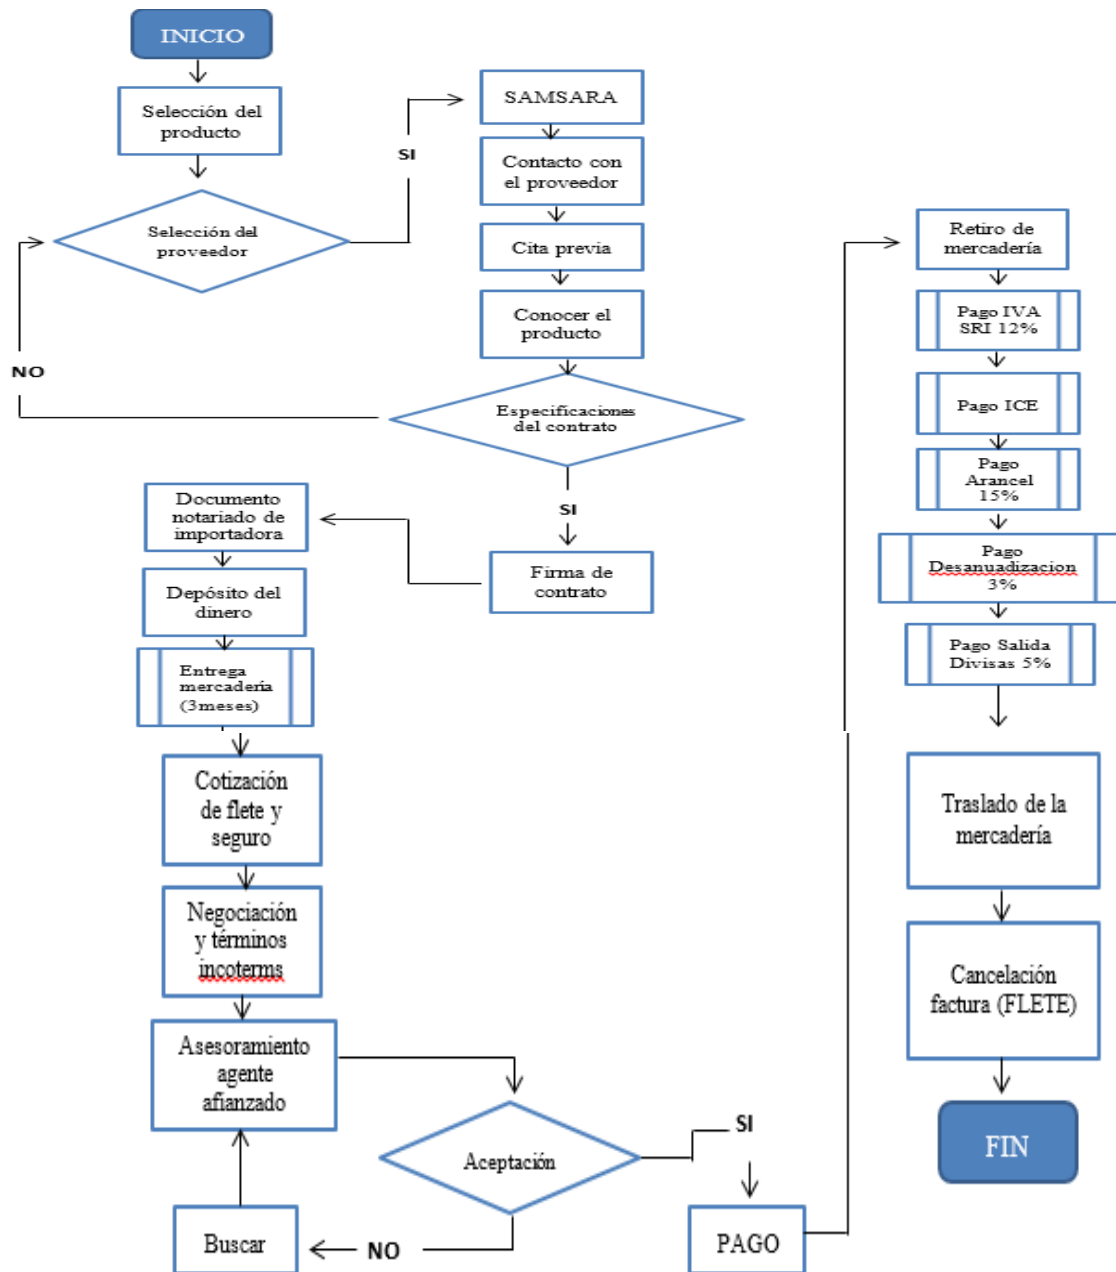 INICIO
Selección del
producto
Selección del
proveedor
SI
NO
SAMSARA
Contacto con
el proveedor
Cita previa
Conocer el
producto
Especificaciones
del contrato
SI
Firma de
contrato
Documento
notariado de
importadora
Depósito del
dinero
Entrega
mercadería
(3meses)
Cotización
de flete y
seguro
Negociación
y términos
incoterms
Asesoramiento
agente
afianzado
Aceptación
NO
Buscar
SI
PAGO
Retiro de
mercadería
Pago IVA
SRI 12%
Pago ICE
Pago
Arancel
15%
Pago
Desanuadizacion
3%
Pago Salida
Divisas 5%
Traslado de la
mercadería
Cancelación
factura (FLETE)
FIN